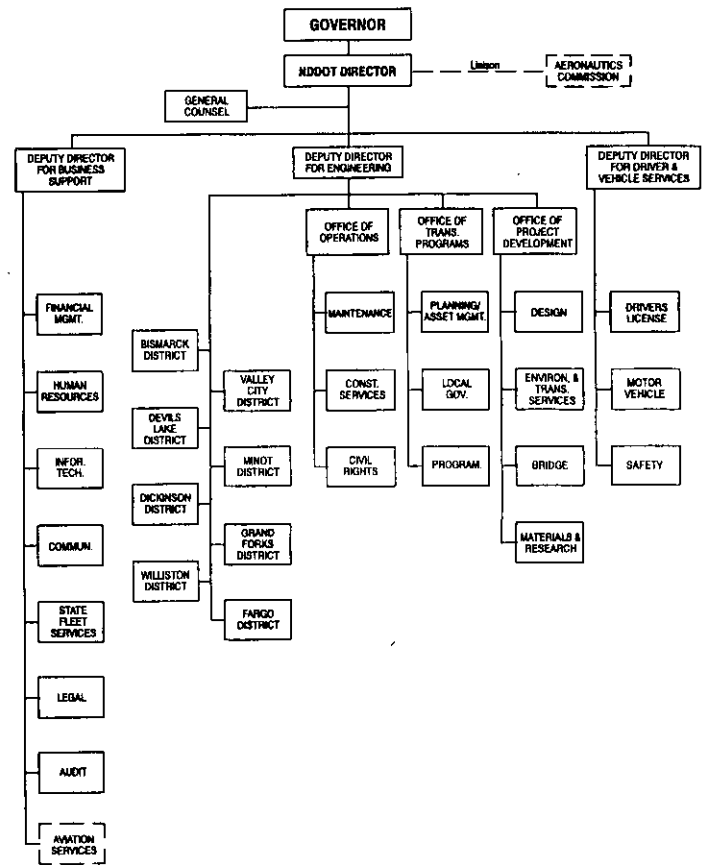 GOVERNOR
NDDOT DIRECTOR
Liaison
AERONAUTICS
COMMISSION
GENERAL
COUNSEL
DEPUTY DIRECTOR
FOR BUSINESS
SUPPORT
DEPUTY DIRECTOR
FOR ENGINEERING
DEPUTY DIRECTOR
FOR DRIVER &
VEHICLE SERVICES
OFFICE OF
OPERATIONS
OFFICE OF
TRANS.
PROGRAMS
OFFICE OF
PROJECT
DEVELOPMENT
FINANCIAL
MGMT.
HUMAN
RESOURCES
INFOR.
TECH.
COMMUN.
STATE
FLEET
SERVICES
LEGAL
AUDIT
AVIATION
SERVICES
BISMARCK
DISTRICT
VALLEY
CITY
DISTRICT
DEVILS
LAKE
DISTRICT
MINOT
DISTRICT
DICKINSON
DISTRICT
GRAND
FORKS
DISTRICT
WILLISTON
DISTRICT
FARGO
DISTRICT
MAINTENANCE
CONST.
SERVICES
CIVIL
RIGHTS
PLANNING/
ASSET MGMT.
LOCAL
GOV.
PROGRAM.
DESIGN
ENVIRON. &
TRANS.
SERVICES
BRIDGE
MATERIALS &
RESEARCH
DRIVERS
LICENSE
MOTOR
VEHICLE
SAFETY